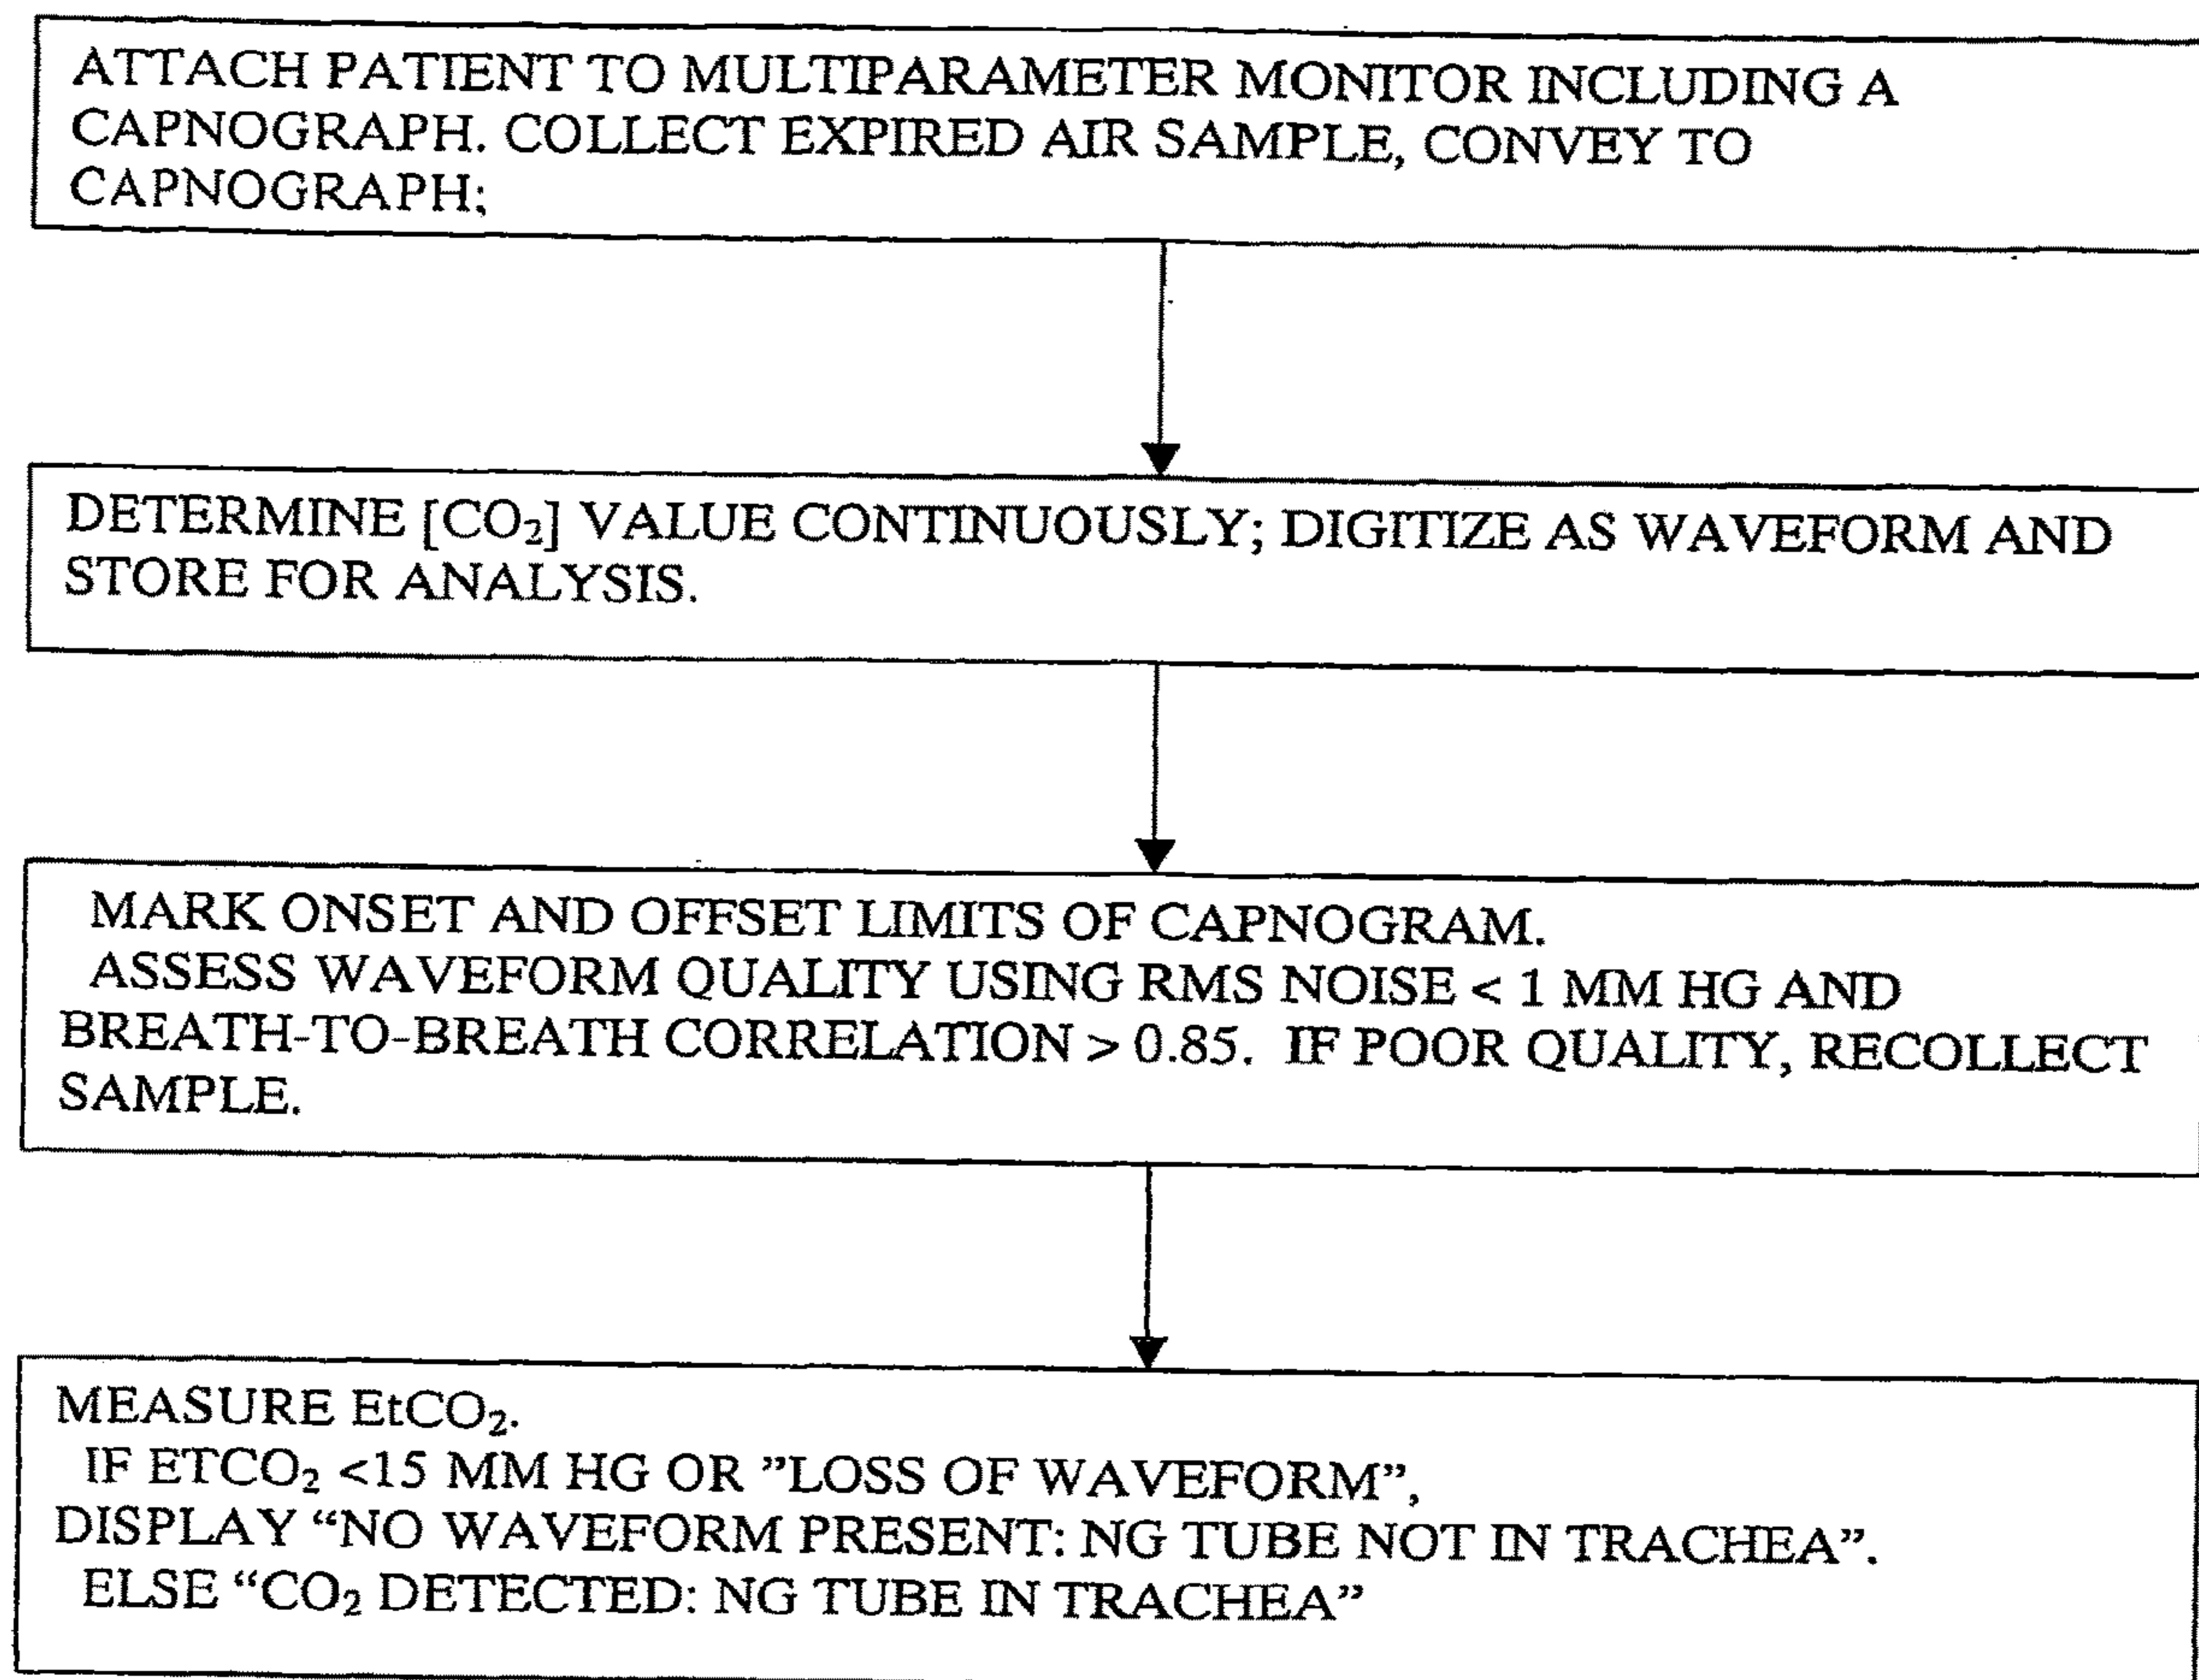 ATTACH PATIENT TO MULTIPARAMETER MONITOR INCLUDING A
CAPNOGRAPH. COLLECT EXPIRED AIR SAMPLE, CONVEY TO
CAPNOGRAPH;
DETERMINE [CO₂] VALUE CONTINUOUSLY; DIGITIZE AS WAVEFORM AND
STORE FOR ANALYSIS.
MARK ONSET AND OFFSET LIMITS OF CAPNOGRAM.
ASSESS WAVEFORM QUALITY USING RMS NOISE < 1 MM HG AND
BREATH-TO-BREATH CORRELATION > 0.85. IF POOR QUALITY, RECOLLECT
SAMPLE.
MEASURE EtCO₂.
IF ETCO₂ <15 MM HG OR ”LOSS OF WAVEFORM”,
DISPLAY “NO WAVEFORM PRESENT: NG TUBE NOT IN TRACHEA”.
ELSE “CO₂ DETECTED: NG TUBE IN TRACHEA”